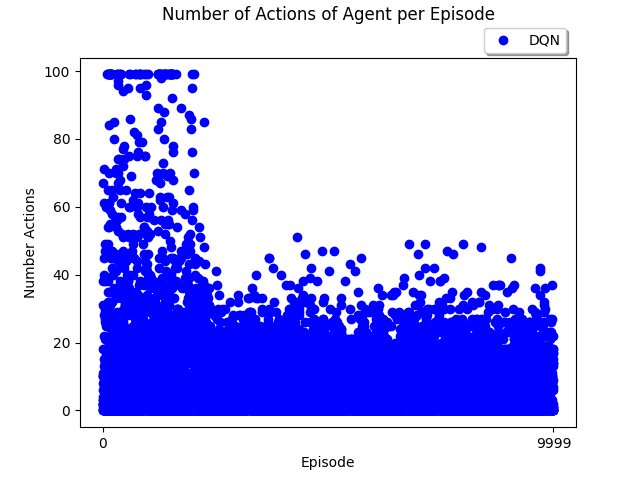 Number of Actions of Agent per Episode
DQN
100
80
60
40
20
0
Number Actions
0
9999
Episode